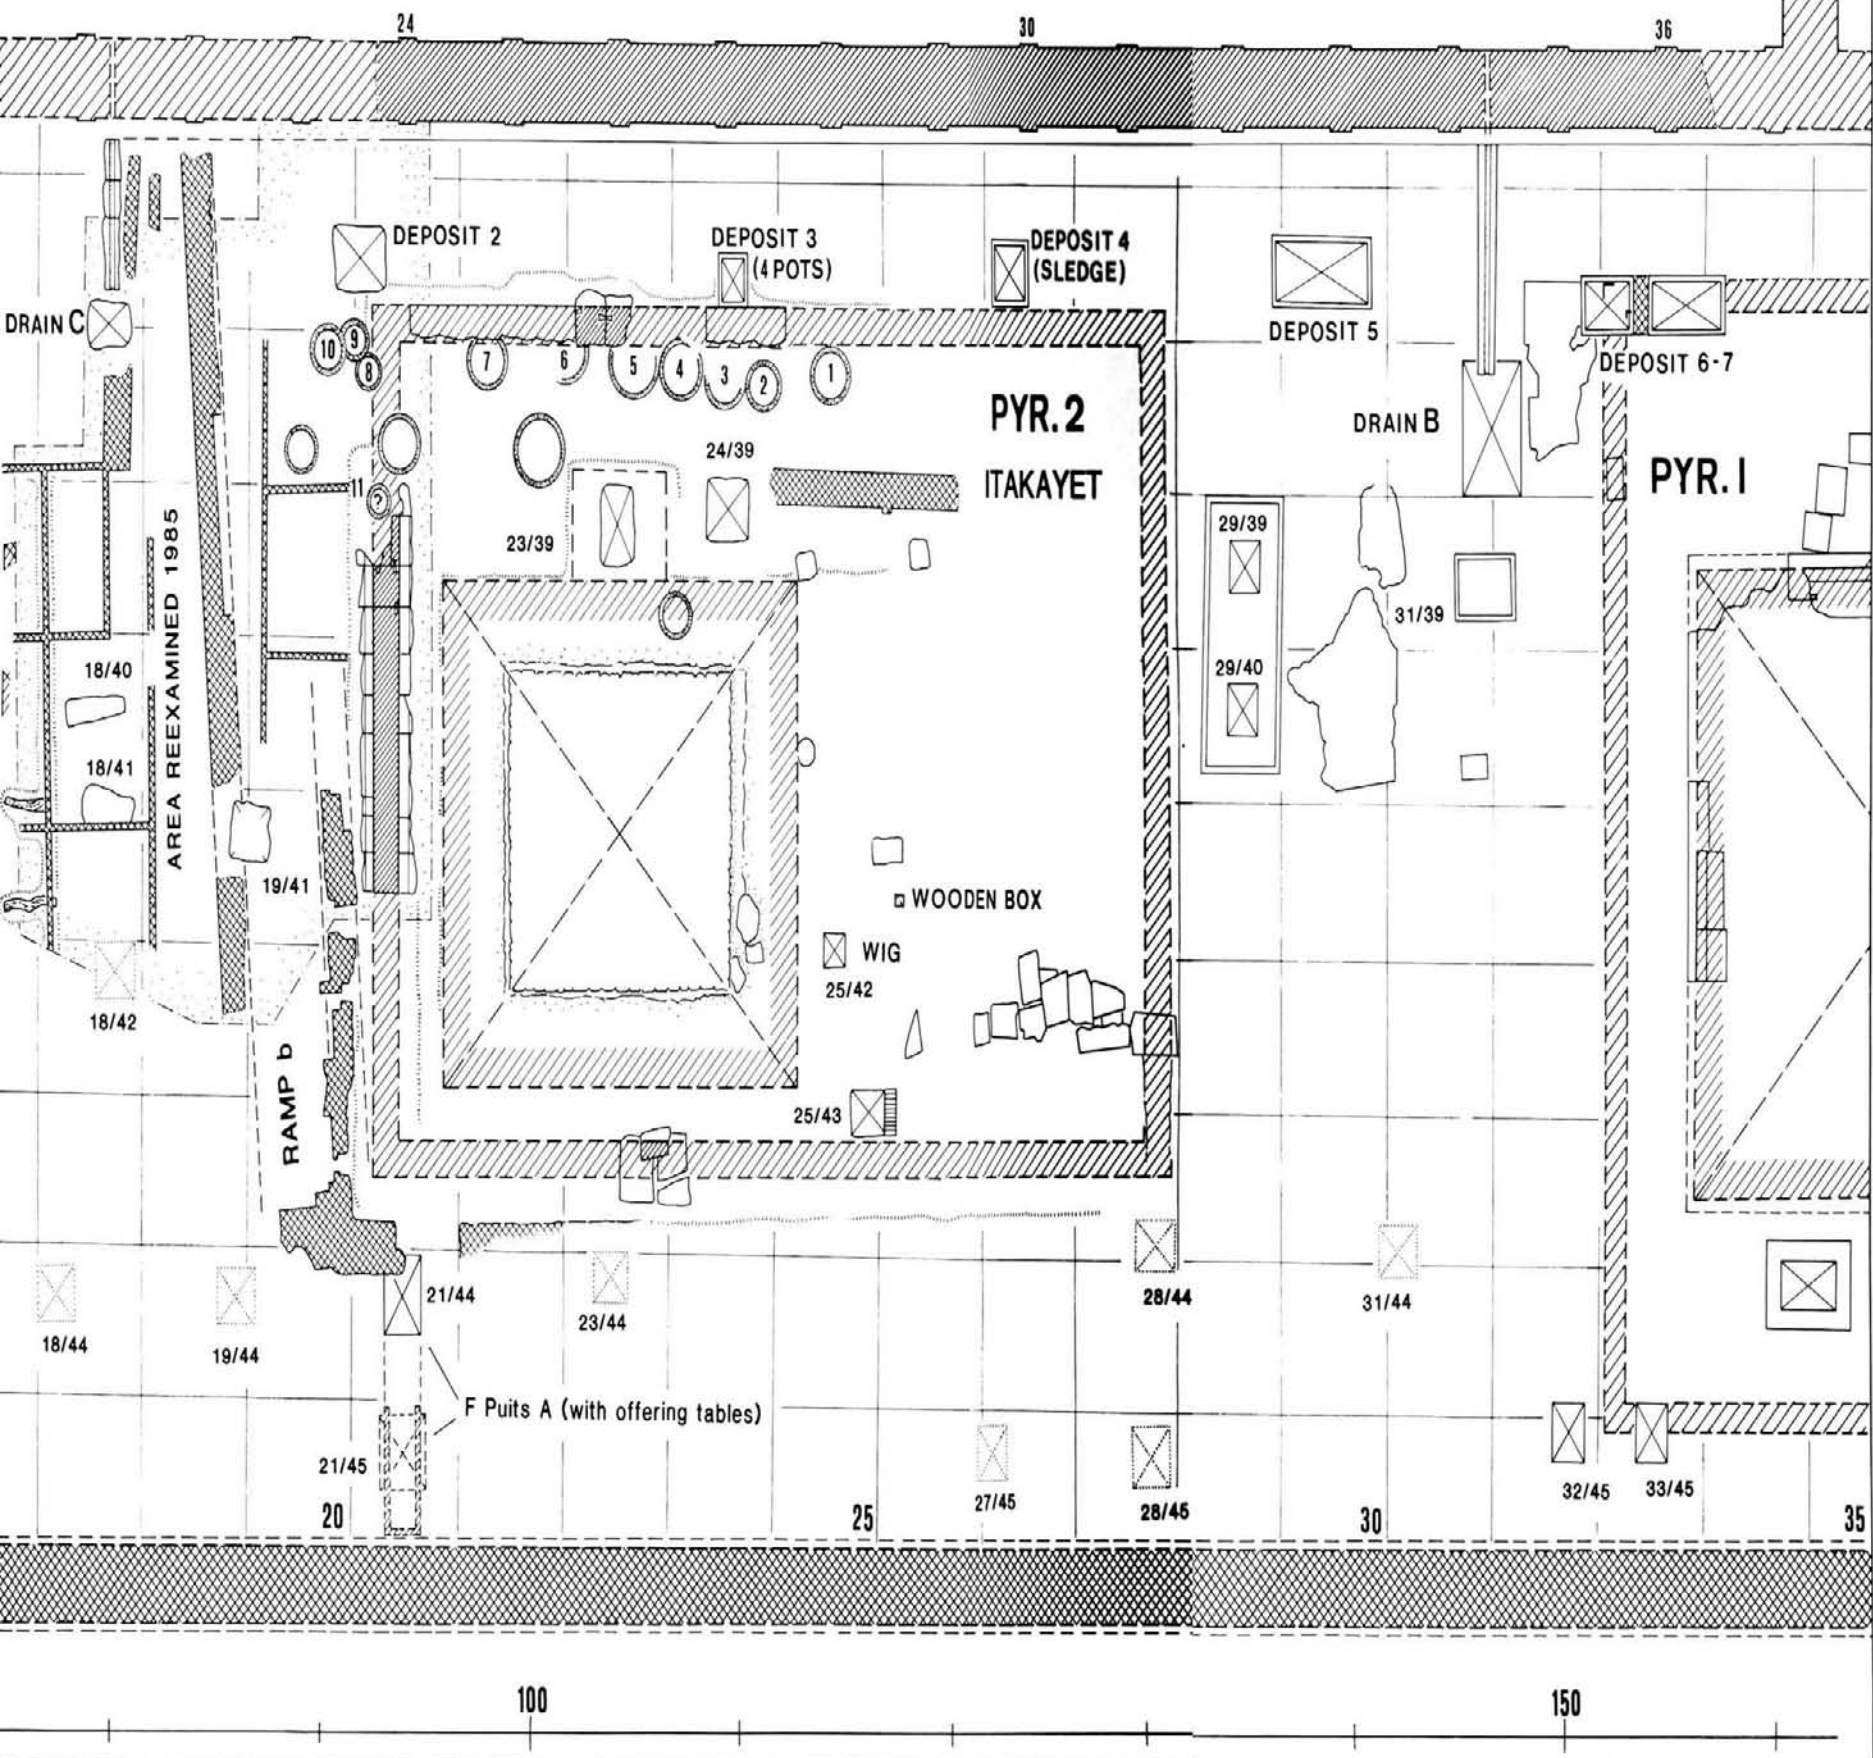 24
30
36
DEPOSIT 2
DEPOSIT 3
(4 POTS)
DEPOSIT 4
(SLEDGE)
DEPOSIT 5
DEPOSIT 6-7
DRAIN C
10
9
8
7
6
5
4
3
2
1
PYR. 2
ITAKAYET
DRAIN B
PYR. I
24/39
11
?
23/39
29/39
31/39
29/40
18/40
18/41
AREA REEXAMINED 1985
19/41
WOODEN BOX
WIG
25/42
18/42
RAMP b
25/43
21/44
23/44
28/44
31/44
18/44
19/44
F Puits A (with offering tables)
21/45
27/45
28/45
32/45
33/45
20
25
30
35
100
150